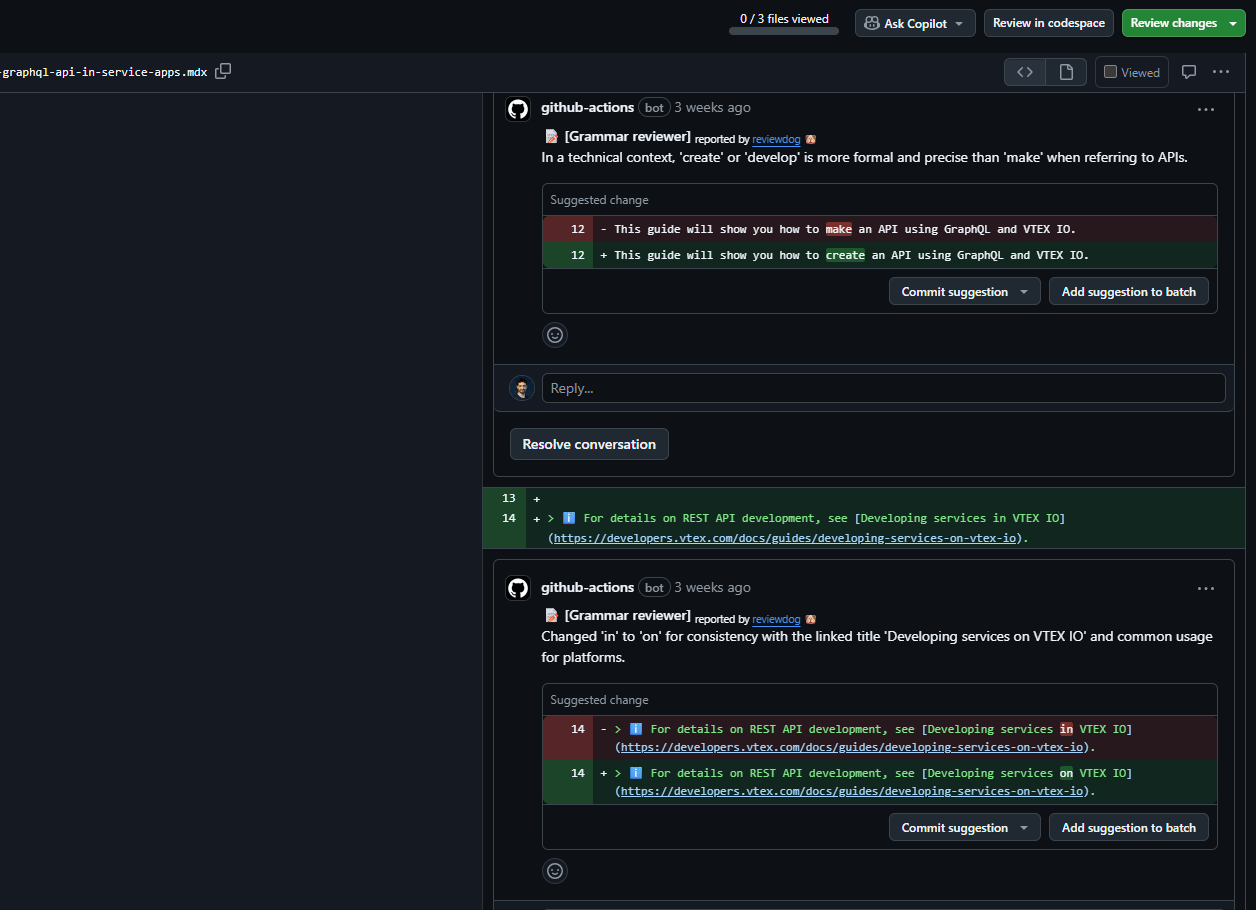 0 / 3 files viewed
Ask Copilot
Review in codespace
Review changes
-graphql-api-in-service-apps.mdx
Viewed
github-actions bot 3 weeks ago
[Grammar reviewer] reported by reviewdog
In a technical context, 'create' or 'develop' is more formal and precise than 'make' when referring to APIs.
Suggested change
12 - This guide will show you how to make an API using GraphQL and VTEX IO.
12 + This guide will show you how to create an API using GraphQL and VTEX IO.
Commit suggestion
Add suggestion to batch
Reply...
Resolve conversation
13 +
14 + > ℹ️ For details on REST API development, see [Developing services in VTEX IO]
(https://developers.vtex.com/docs/guides/developing-services-on-vtex-io).
github-actions bot 3 weeks ago
[Grammar reviewer] reported by reviewdog
Changed 'in' to 'on' for consistency with the linked title 'Developing services on VTEX IO' and common usage
for platforms.
Suggested change
14 - > ℹ️ For details on REST API development, see [Developing services in VTEX IO]
(https://developers.vtex.com/docs/guides/developing-services-on-vtex-io).
14 + > ℹ️ For details on REST API development, see [Developing services on VTEX IO]
(https://developers.vtex.com/docs/guides/developing-services-on-vtex-io).
Commit suggestion
Add suggestion to batch